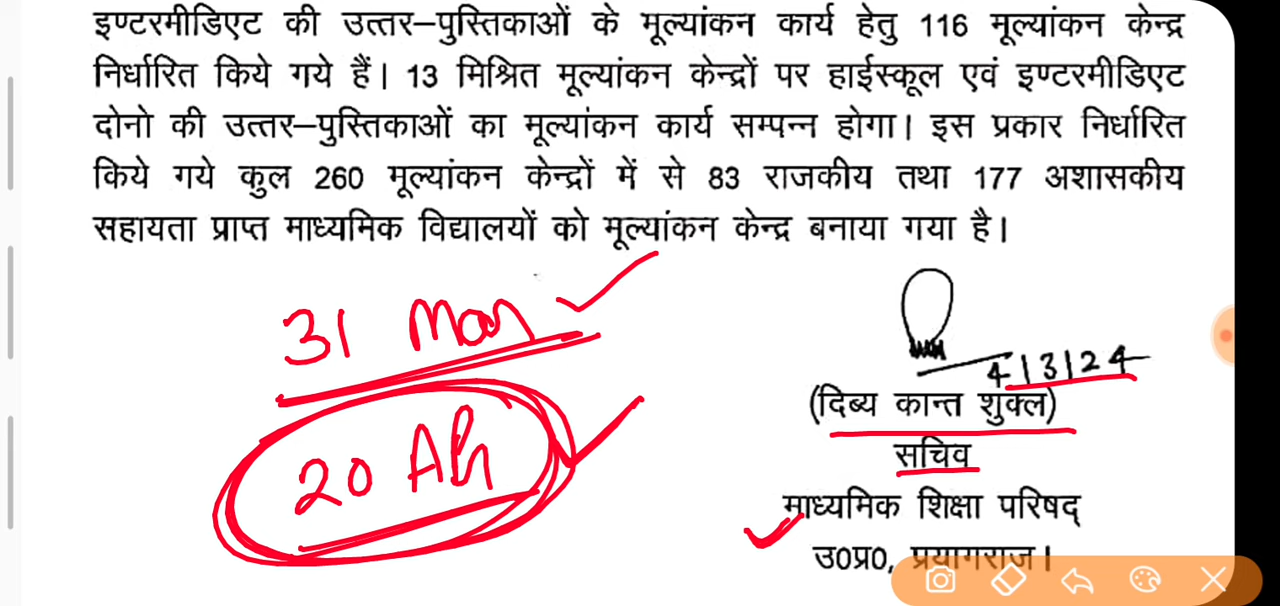 इण्टरमीडिएट की उत्तर–पुस्तिकाओं के मूल्यांकन कार्य हेतु 116 मूल्यांकन केन्द्र
निर्धारित किये गये हैं। 13 मिश्रित मूल्यांकन केन्द्रों पर हाईस्कूल एवं इण्टरमीडिएट
दोनो की उत्तर–पुस्तिकाओं का मूल्यांकन कार्य सम्पन्न होगा। इस प्रकार निर्धारित
किये गये कुल 260 मूल्यांकन केन्द्रों में से 83 राजकीय तथा 177 अशासकीय
सहायता प्राप्त माध्यमिक विद्यालयों को मूल्यांकन केन्द्र बनाया गया है।
31 Mar
20 
4|3|24
(दिब्य कान्त शुक्ल)
सचिव
माध्यमिक शिक्षा परिषद्
उ0प्र0, प्रयागराज।